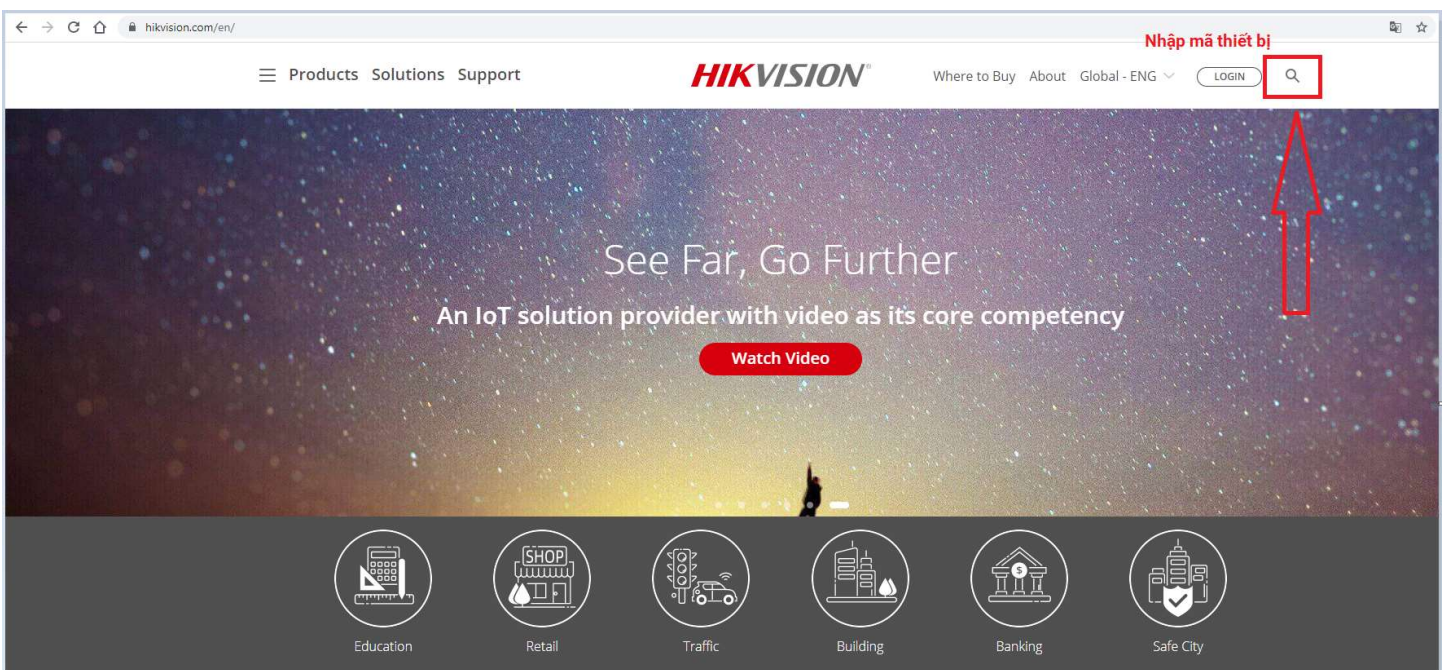 hikvision.com/en/
Nhập mã thiết bị
Products Solutions Support
HIKVISION®
Where to Buy About Global - ENG LOGIN
See Far, Go Further
An IoT solution provider with video as its core competency
Watch Video
SHOP
$
Education Retail Traffic Building Banking Safe City